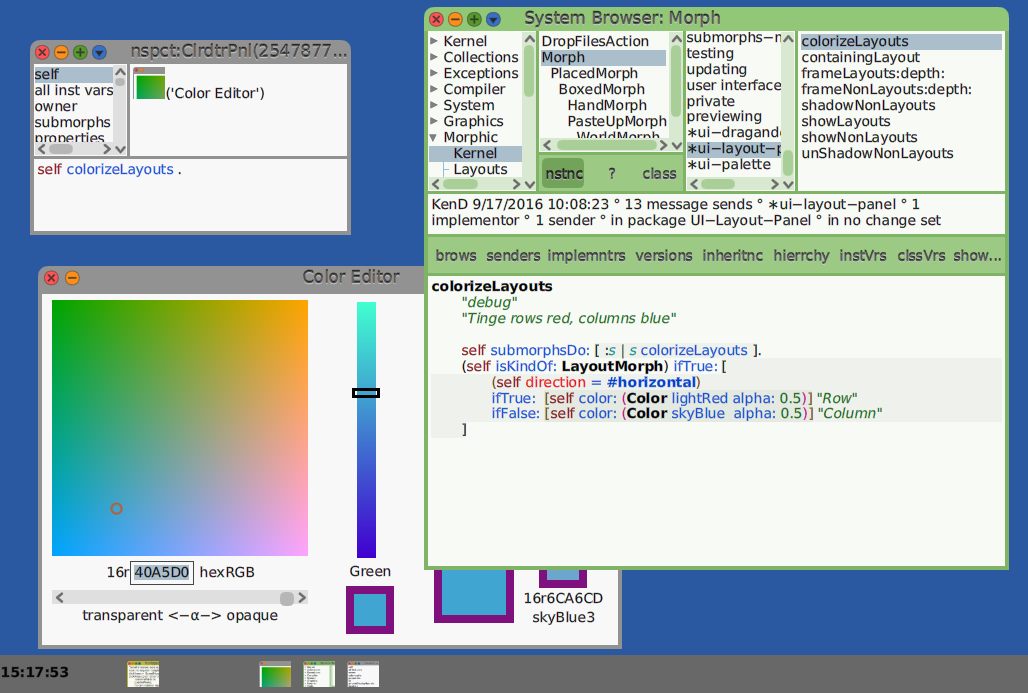 nspct:ClrdtrPnl(2547877...
self
all inst vars
owner
submorphs
properties
('Color Editor')
self colorizeLayouts .
System Browser: Morph
Kernel
Collections
Exceptions
Compiler
System
Graphics
Morphic
Kernel
Layouts
DropFilesAction
Morph
PlacedMorph
BoxedMorph
HandMorph
PasteUpMorph
WorldMorph
nstnc
?
class
submorphs−
testing
updating
user interface
private
previewing
∗ui−dragand
∗ui−layout−p
∗ui−palette
colorizeLayouts
containingLayout
frameLayouts:depth:
frameNonLayouts:depth:
shadowNonLayouts
showLayouts
showNonLayouts
unShadowNonLayouts
KenD 9/17/2016 10:08:23 ° 13 message sends ° ∗ui−layout−panel ° 1
implementor ° 1 sender ° in package UI−Layout−Panel ° in no change set
brows senders implemntrs versions inheritnc hierrchy instVrs clssVrs show...
colorizeLayouts
"debug"
"Tinge rows red, columns blue"
self submorphsDo: [ :s | s colorizeLayouts ].
(self isKindOf: LayoutMorph) ifTrue: [
(self direction = #horizontal)
ifTrue: [self color: (Color lightRed alpha: 0.5)] "Row"
ifFalse: [self color: (Color skyBlue alpha: 0.5)] "Column"
]
Color Editor
16r 40A5D0 hexRGB
transparent <−α−> opaque
Green
16r6CA6CD
skyBlue3
15:17:53